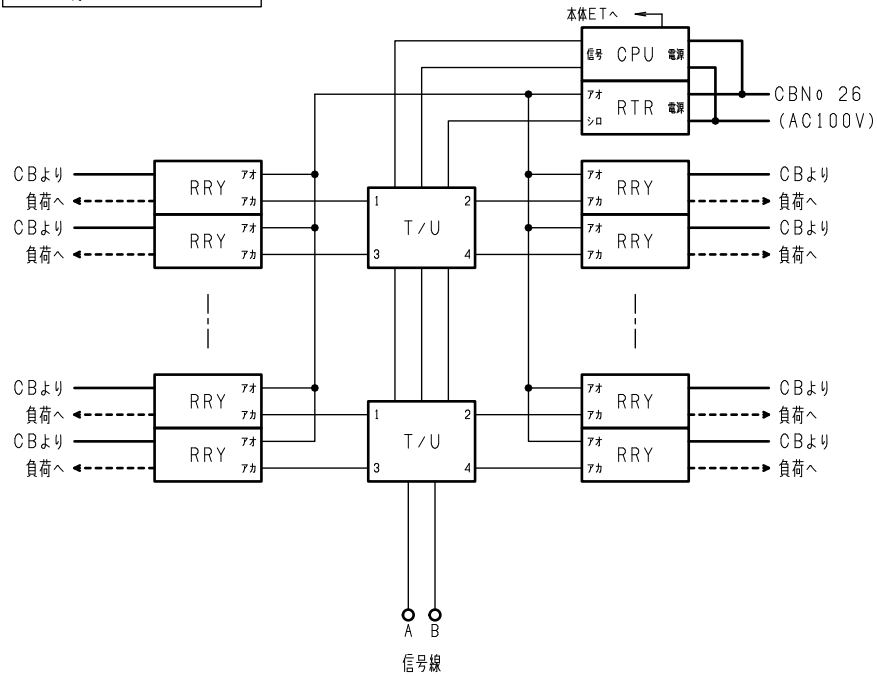 本体ETへ
信号 CPU 電源
アオ RTR 電源
シロ
CBNo 26
(AC100V)
CBより RRY アオ
負荷へ アカ
CBより RRY アオ
負荷へ アカ
1 T/U 2
3 4
アオ RRY CBより
アカ 負荷へ
アオ RRY CBより
アカ 負荷へ
CBより RRY アオ
負荷へ アカ
CBより RRY アオ
負荷へ アカ
1 T/U 2
3 4
アオ RRY CBより
アカ 負荷へ
アオ RRY CBより
アカ 負荷へ
A B
信号線